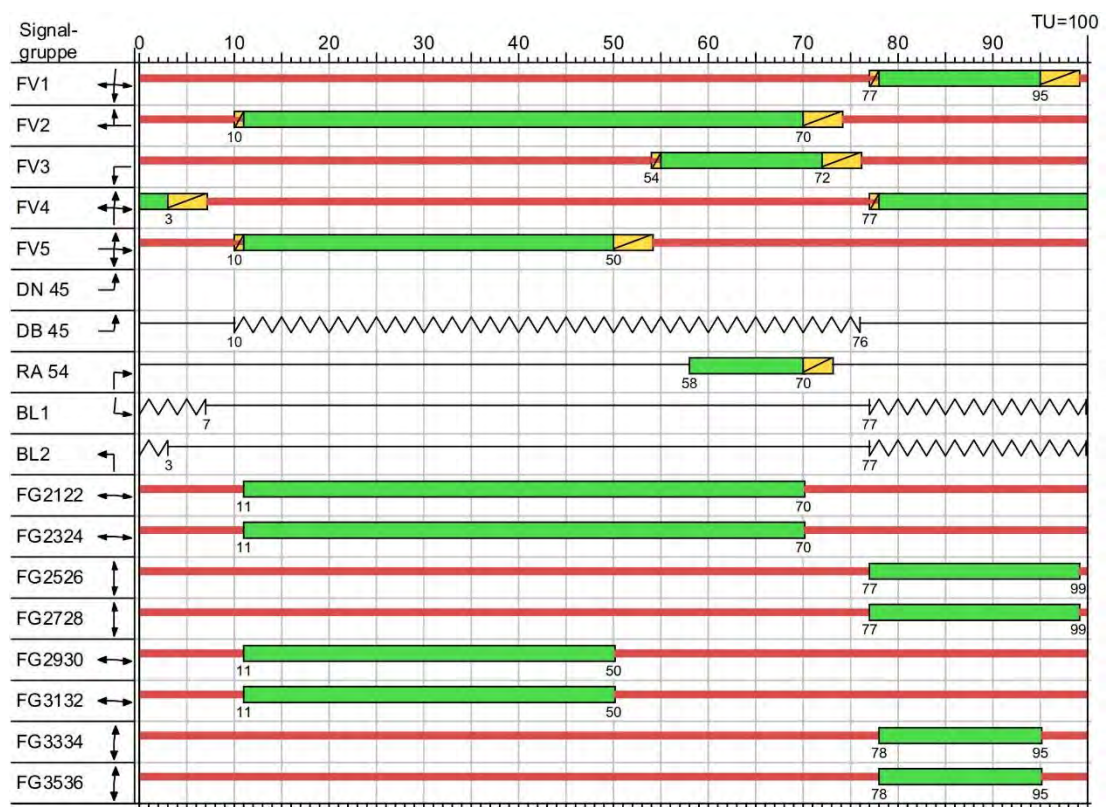 TU=100
Signal-
gruppe
0 10 20 30 40 50 60 70 80 90
FV1
77 95
FV2
10 70
FV3
54 72
FV4
3 77
FV5
10 50
DN 45
DB 45
10 76
RA 54
58 70
BL1
7 77
BL2
3 77
FG2122
11 70
FG2324
11 70
FG2526
77 99
FG2728
77 99
FG2930
11 50
FG3132
11 50
FG3334
78 95
FG3536
78 95